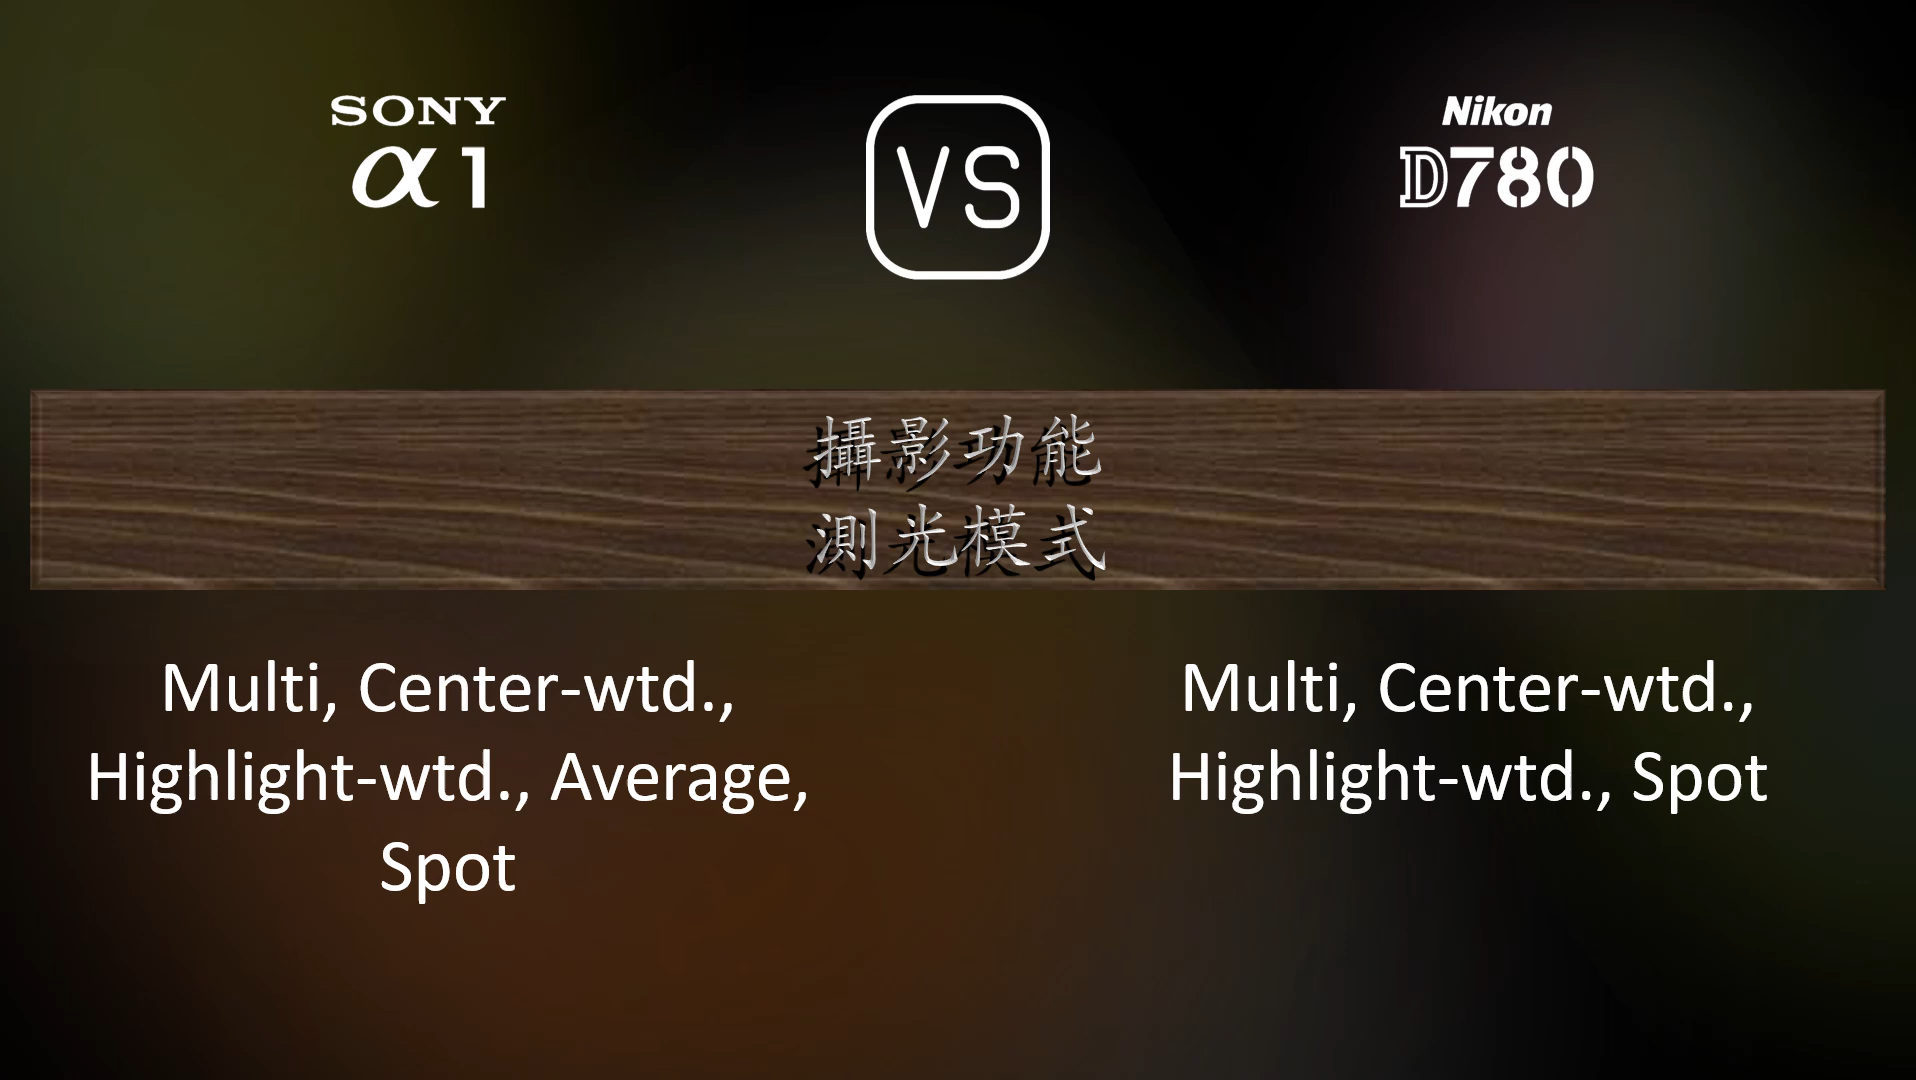 SONY
α1
VS
Nikon
D780
攝影功能
測光模式
Multi, Center-wtd.,
Highlight-wtd., Average,
Spot
Multi, Center-wtd.,
Highlight-wtd., Spot